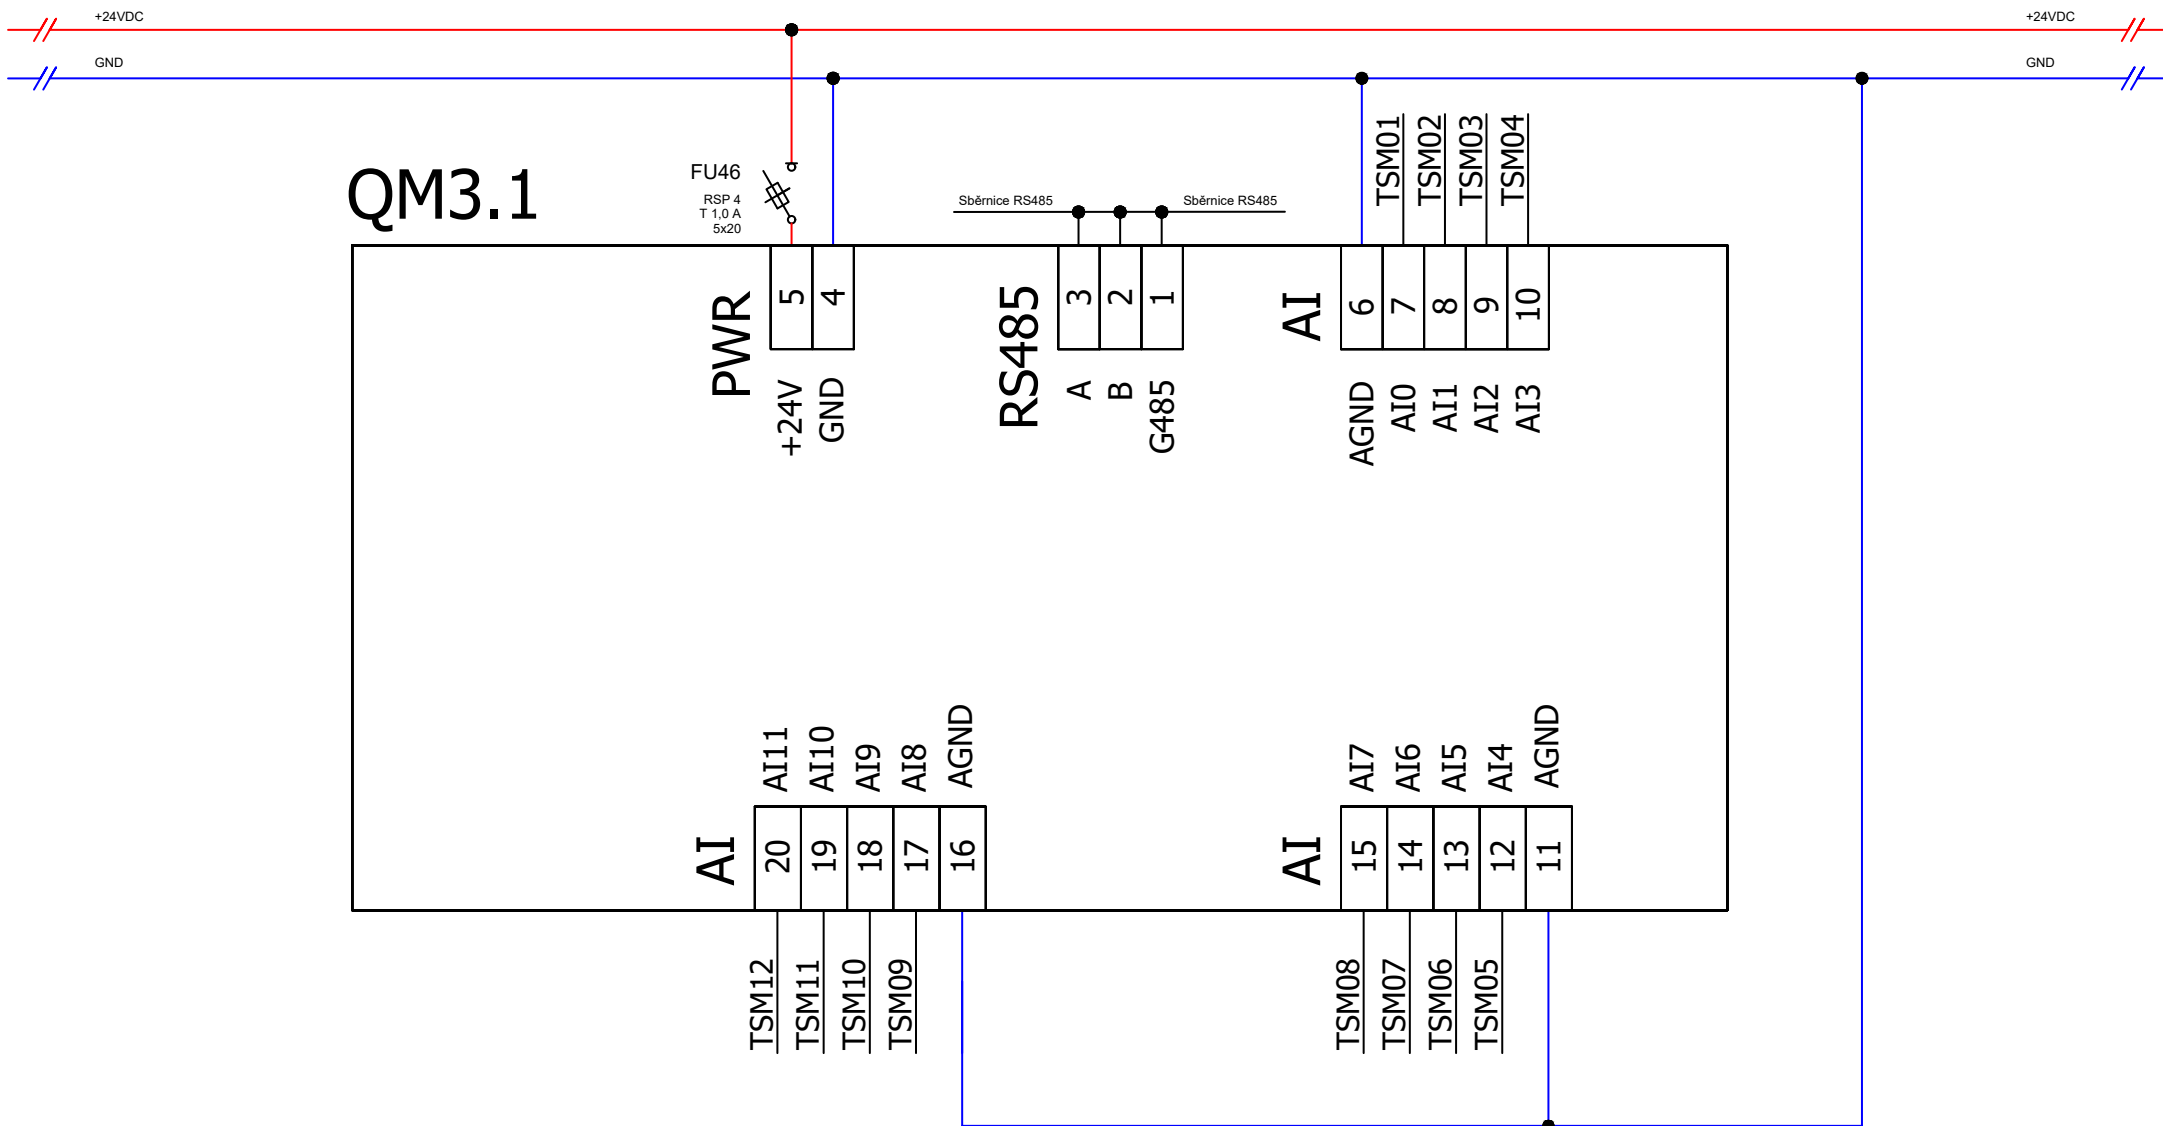 +24VDC
+24VDC
GND
GND
QM3.1
FU46
RSP 4
T 1,0 A
5x20
Sběrnice RS485
Sběrnice RS485
TSM01
TSM02
TSM03
TSM04
PWR
5
4
+24V
GND
RS485
3
2
1
A
B
G485
AI
6
7
8
9
10
AGND
AI0
AI1
AI2
AI3
AI11
AI10
AI9
AI8
AGND
AI
20
19
18
17
16
TSM12
TSM11
TSM10
TSM09
AI7
AI6
AI5
AI4
AGND
AI
15
14
13
12
11
TSM08
TSM07
TSM06
TSM05